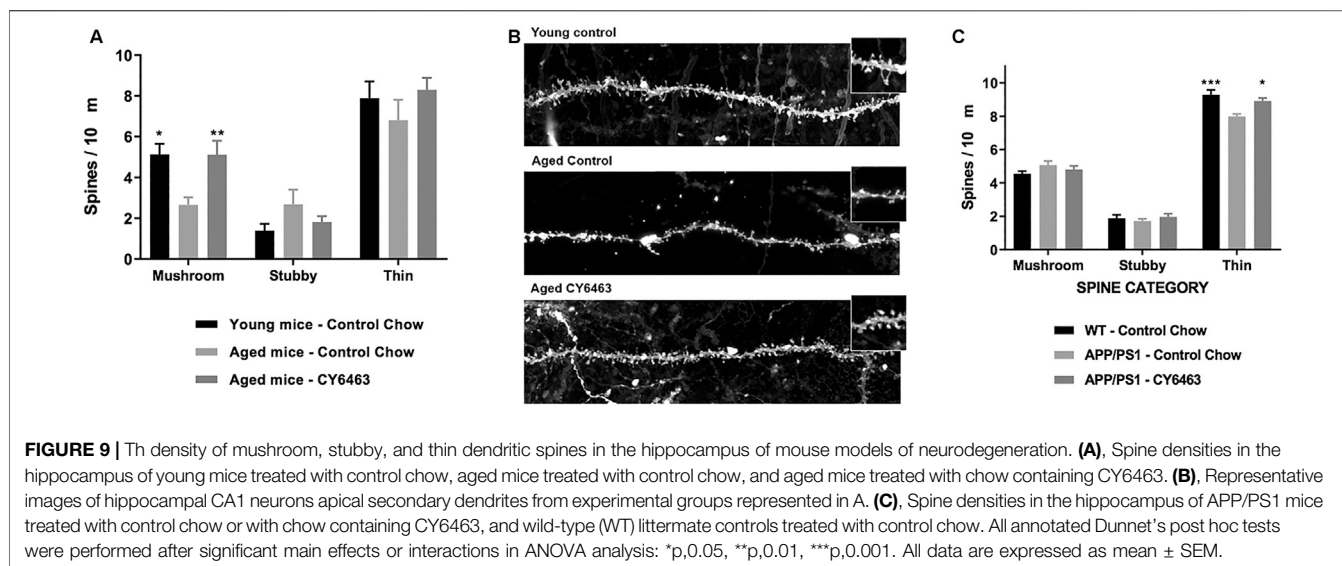 A
Spines / 10 m
10
8
6
4
2
0
*
**
Mushroom
Stubby
Thin
Young mice - Control Chow
Aged mice - Control Chow
Aged mice - CY6463
B
Young control
Aged Control
Aged CY6463
C
Spines / 10 m
10
8
6
4
2
0
***
*
Mushroom
Stubby
Thin
SPINE CATEGORY
WT - Control Chow
APP/PS1 - Control Chow
APP/PS1 - CY6463
FIGURE 9 | Th density of mushroom, stubby, and thin dendritic spines in the hippocampus of mouse models of neurodegeneration. (A), Spine densities in the
hippocampus of young mice treated with control chow, aged mice treated with control chow, and aged mice treated with chow containing CY6463. (B), Representative
images of hippocampal CA1 neurons apical secondary dendrites from experimental groups represented in A. (C), Spine densities in the hippocampus of APP/PS1 mice
treated with control chow or with chow containing CY6463, and wild-type (WT) littermate controls treated with control chow. All annotated Dunnet's post hoc tests
were performed after significant main effects or interactions in ANOVA analysis: *p,0.05, **p,0.01, ***p,0.001. All data are expressed as mean ± SEM.